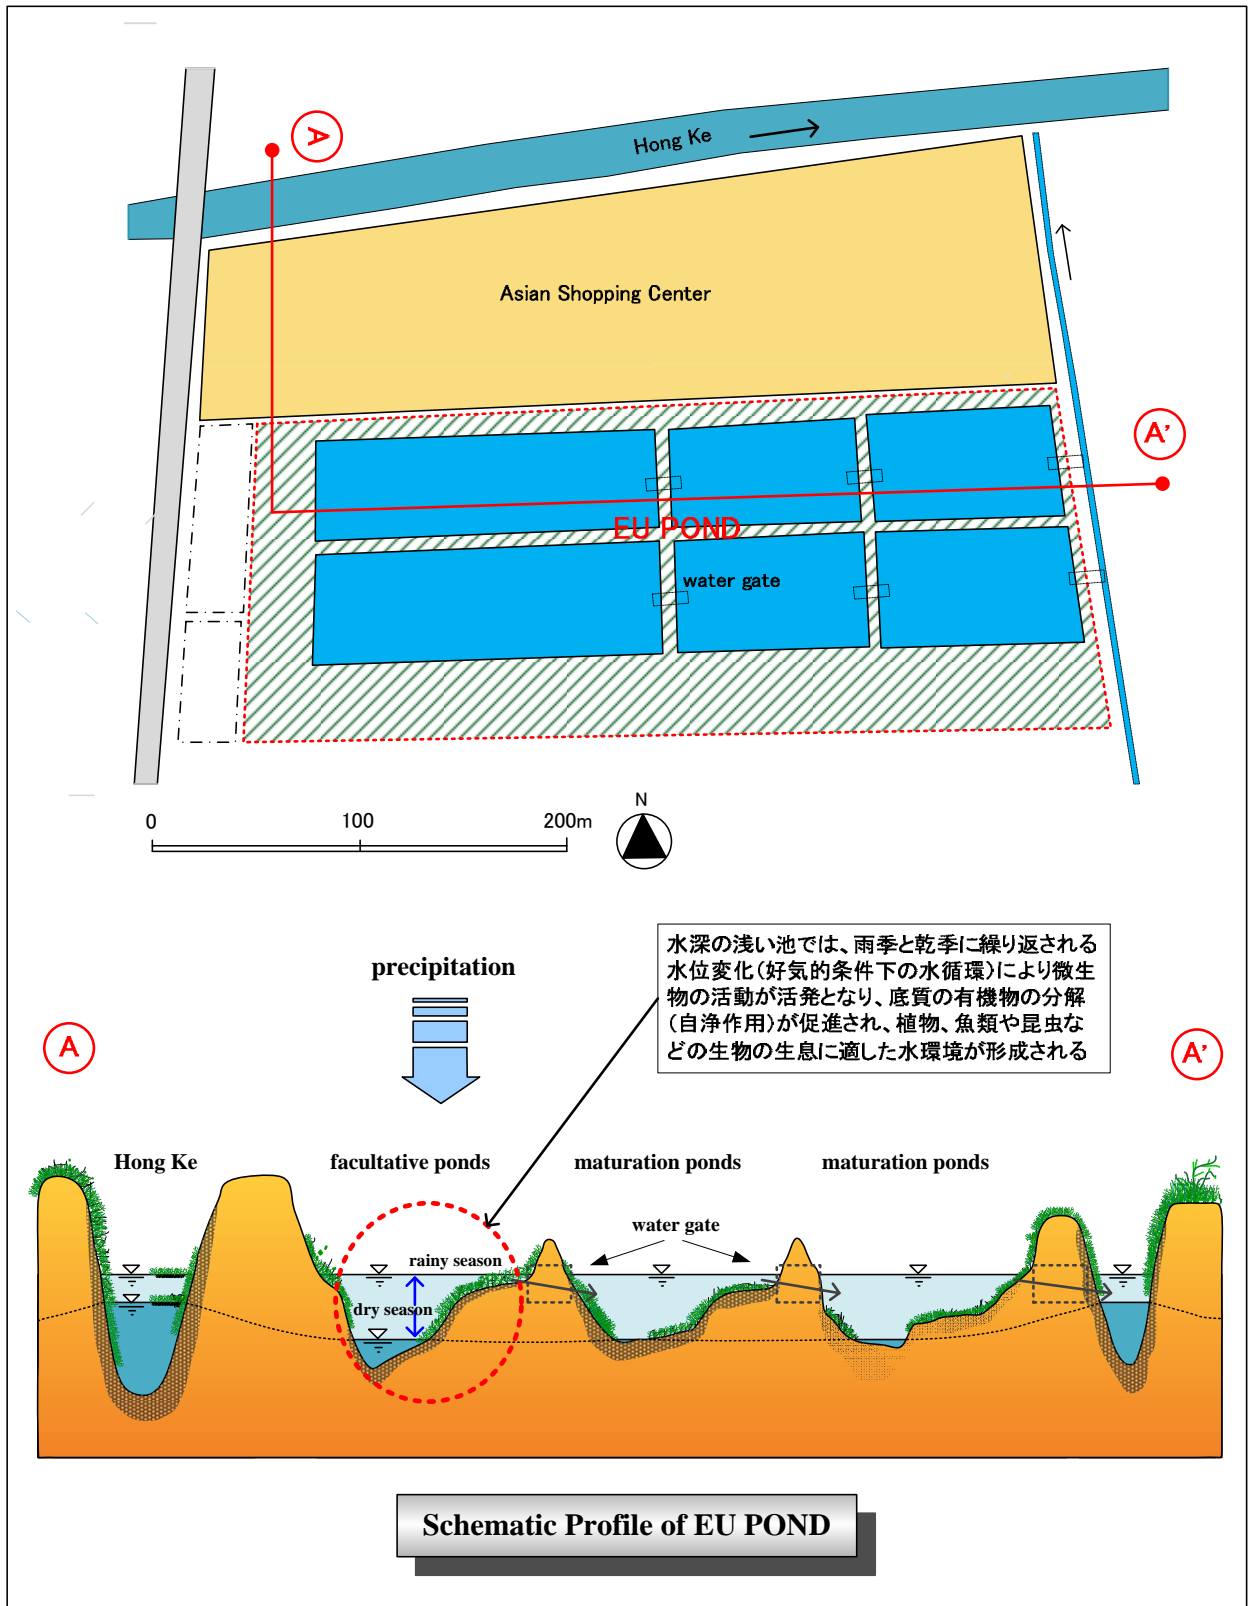 A
Hong Ke
Asian Shopping Center
A'
EU POND
water gate
0 100 200m
N
水深の浅い池では、雨季と乾季に繰り返される
水位変化(好気的条件下の水循環)により微生
物の活動が活発となり、底質の有機物の分解
(自浄作用)が促進され、植物、魚類や昆虫な
どの生物の生息に適した水環境が形成される
precipitation
A
A'
Hong Ke
facultative ponds
maturation ponds
maturation ponds
water gate
rainy season
dry season
Schematic Profile of EU POND